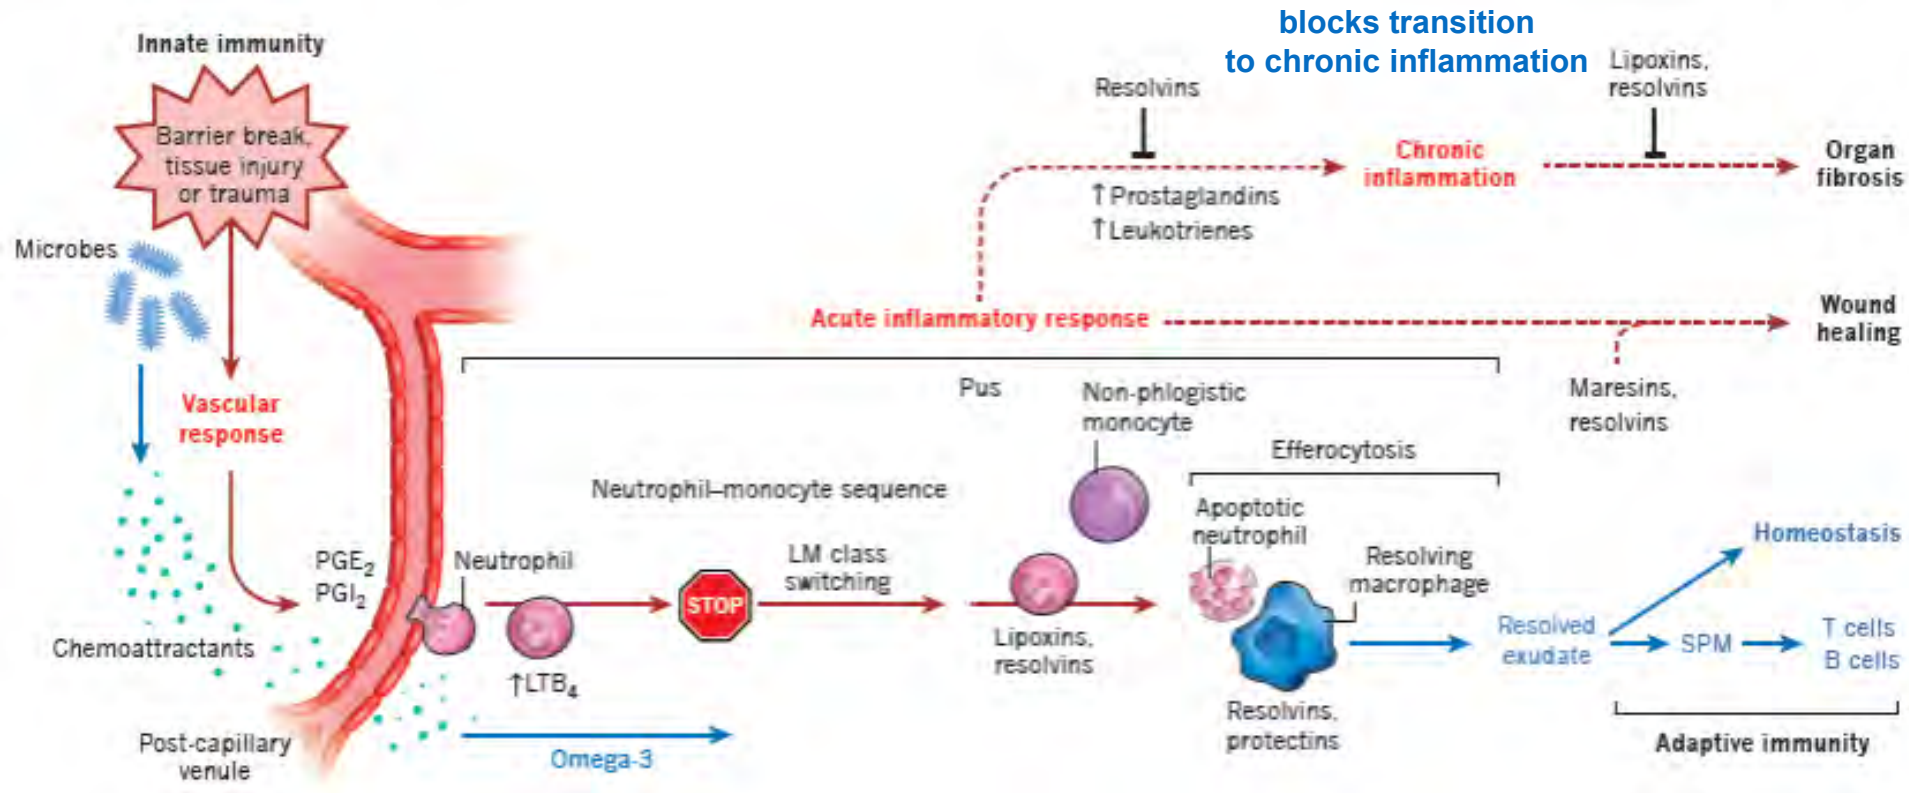 blocks transition
to chronic inflammation
Innate immunity
Barrier break,
tissue injury
or trauma
Microbes
Vascular
response
PGE₂
PGI₂
Chemoattractants
Post-capillary
venule
Resolvins
↑Prostaglandins
↑Leukotrienes
Chronic
inflammation
Lipoxins,
resolvins
Organ
fibrosis
Acute inflammatory response
Wound
healing
Maresins,
resolvins
Pus
Non-phlogistic
monocyte
Efferocytosis
Neutrophil–monocyte sequence
Neutrophil
↑LTB₄
STOP
LM class
switching
Lipoxins,
resolvins
Apoptotic
neutrophil
Resolving
macrophage
Resolvins,
protectins
Omega-3
Resolved
exudate
Homeostasis
SPM
T cells
B cells
Adaptive immunity